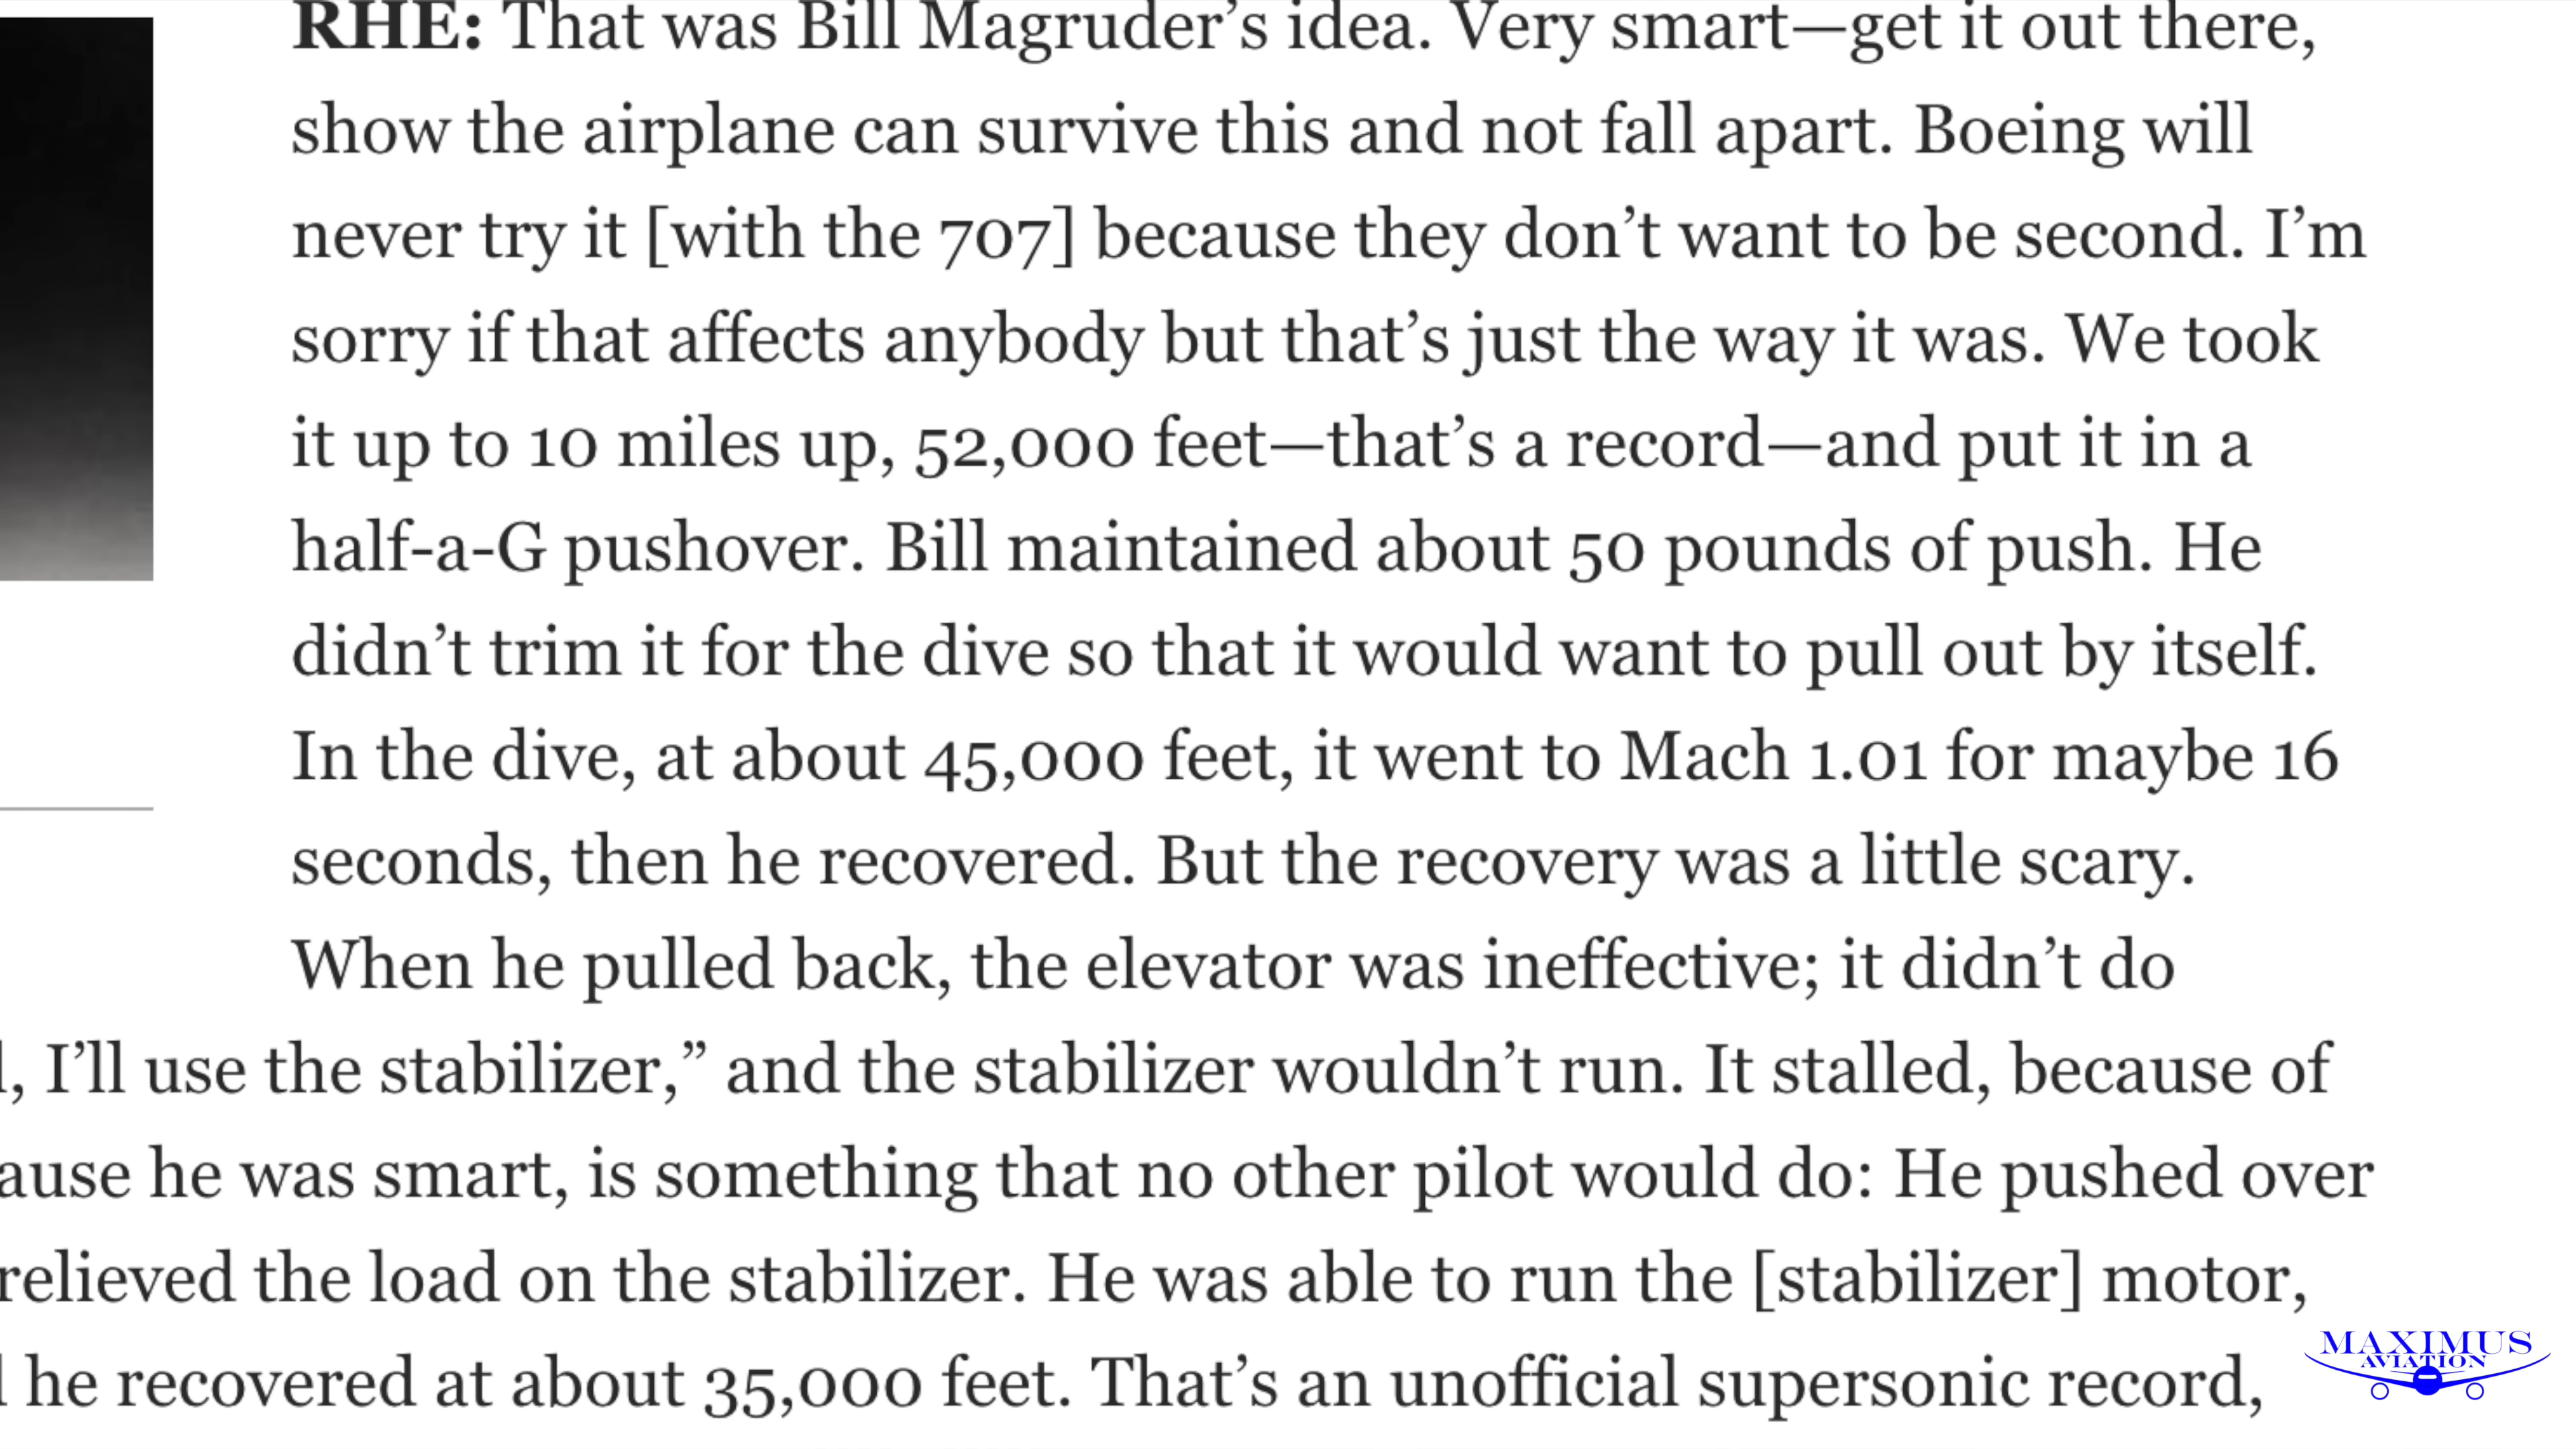 RHE: That was Bill Magruder’s idea. Very smart—get it out there,
show the airplane can survive this and not fall apart. Boeing will
never try it [with the 707] because they don’t want to be second. I’m
sorry if that affects anybody but that’s just the way it was. We took
it up to 10 miles up, 52,000 feet—that’s a record—and put it in a
half-a-G pushover. Bill maintained about 50 pounds of push. He
didn’t trim it for the dive so that it would want to pull out by itself.
In the dive, at about 45,000 feet, it went to Mach 1.01 for maybe 16
seconds, then he recovered. But the recovery was a little scary.
When he pulled back, the elevator was ineffective; it didn’t do
, I’ll use the stabilizer,” and the stabilizer wouldn’t run. It stalled, because of
ause he was smart, is something that no other pilot would do: He pushed over
relieved the load on the stabilizer. He was able to run the [stabilizer] motor,
he recovered at about 35,000 feet. That’s an unofficial supersonic record,
MAXIMUS
AVIATION